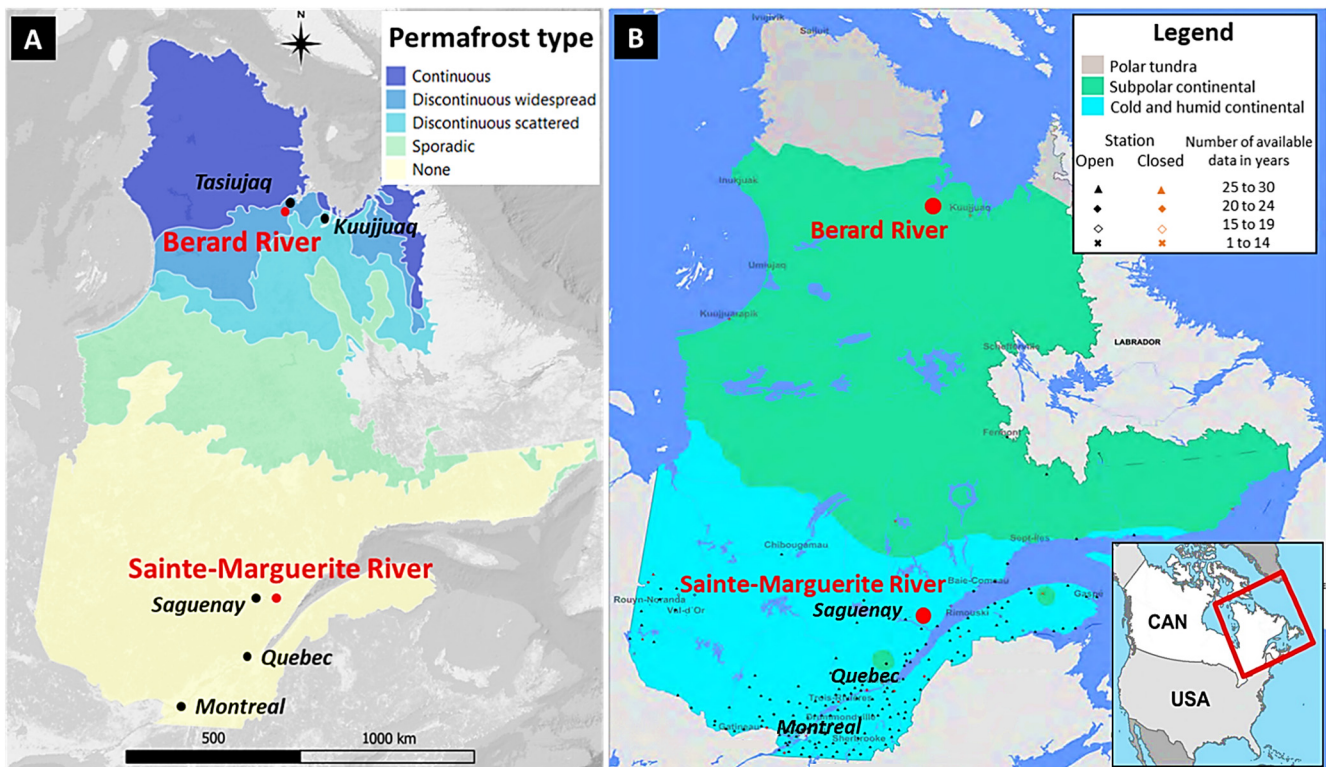 A
N
Permafrost type
Continuous
Discontinuous widespread
Discontinuous scattered
Sporadic
None
Tasiujaq
Kuujjuaq
Berard River
Sainte-Marguerite River
Saguenay
Quebec
Montreal
500
1000 km
B
Legend
Polar tundra
Subpolar continental
Cold and humid continental
Station
Number of available
Open
Closed
data in years
25 to 30
20 to 24
15 to 19
1 to 14
Ivujivik
Salluit
Inukjuak
Kuujjuaq
Berard River
Umiujaq
Kuujjuarapik
Schefferville
LABRADOR
Fermont
Chibougamau
Sept-Iles
Sainte-Marguerite River
Baie-Comeau
Rouyn-Noranda
Val-d'Or
Saguenay
Rimouski
Gaspé
Quebec
Trois-Rivières
Drummondville
Montreal
Gatineau
Sherbrooke
CAN
USA